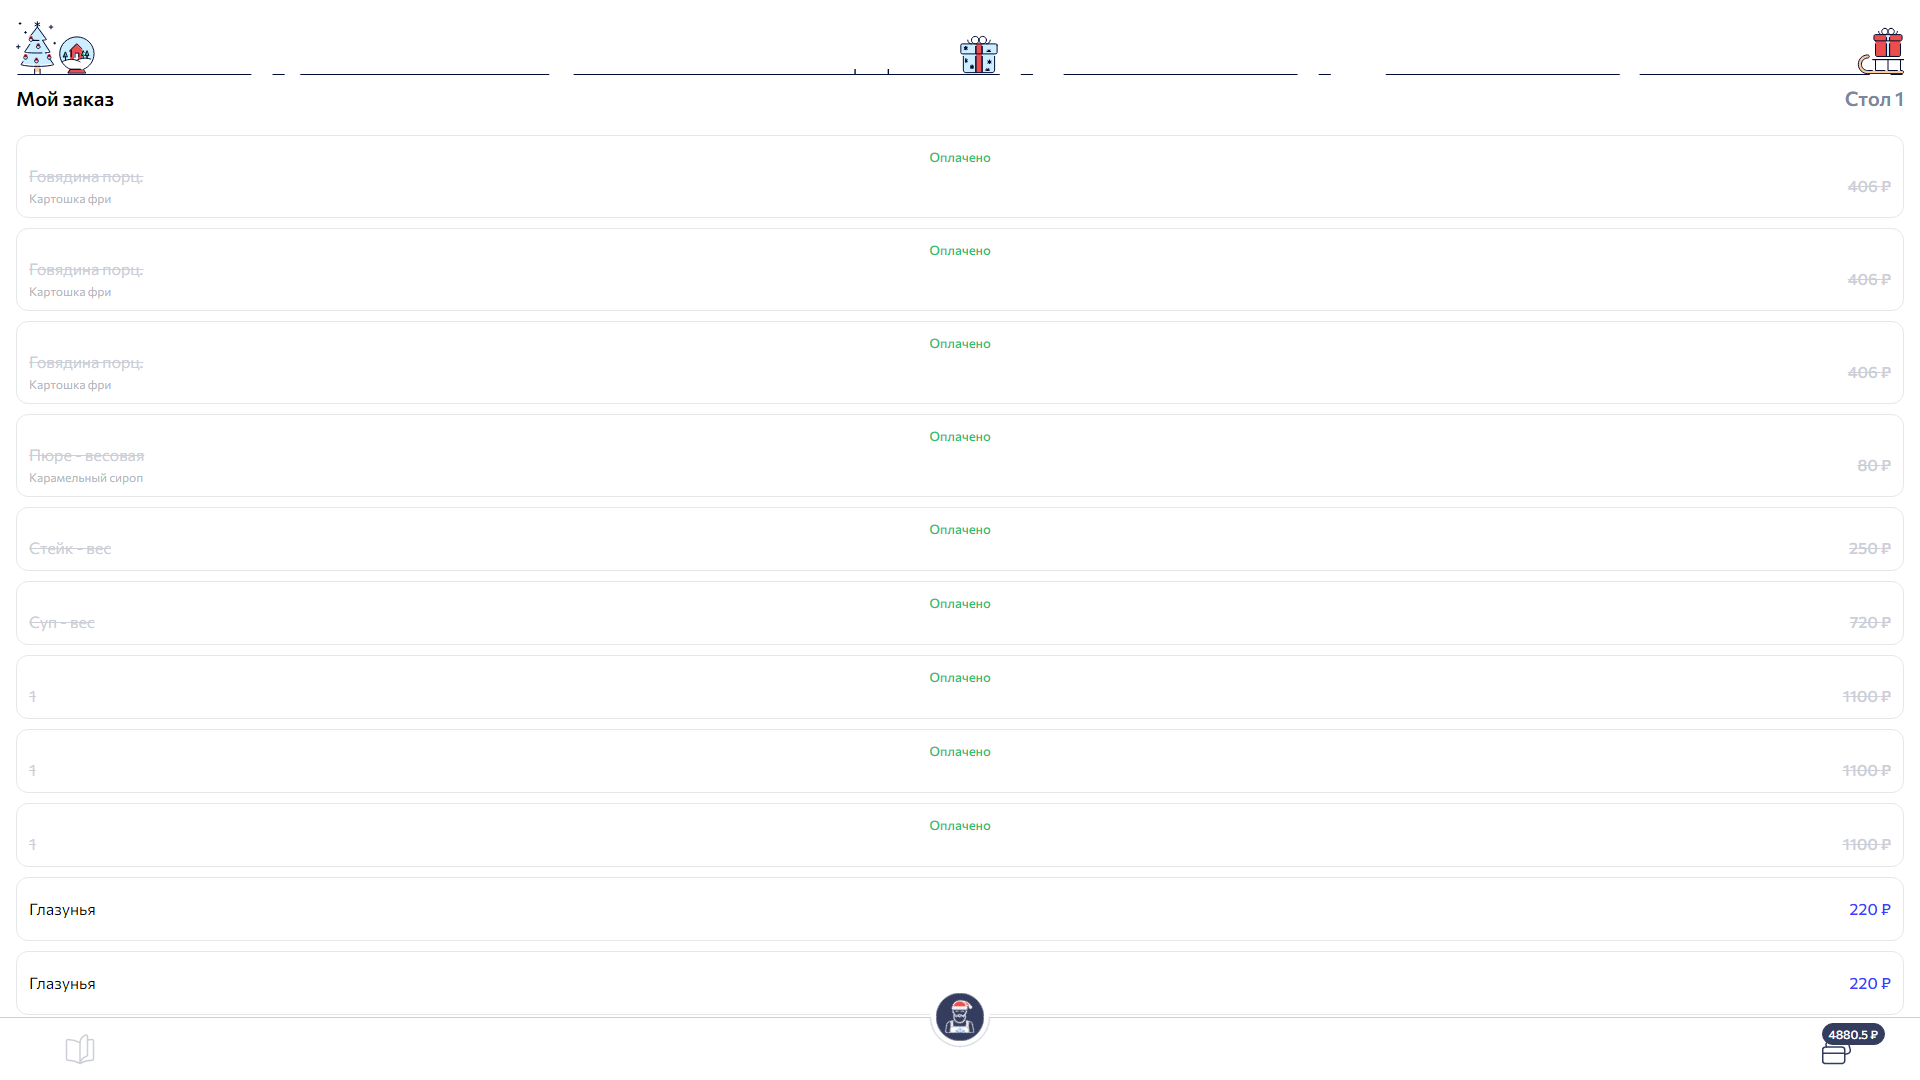 Мой заказ
Стол 1
Оплачено
Говядина порц.
Картошка фри
406 ₽
Оплачено
Говядина порц.
Картошка фри
406 ₽
Оплачено
Говядина порц.
Картошка фри
406 ₽
Оплачено
Пюре - весовая
Карамельный сироп
80 ₽
Оплачено
Стейк - вес
250 ₽
Оплачено
Суп - вес
720 ₽
Оплачено
1
1100 ₽
Оплачено
1
1100 ₽
Оплачено
1
1100 ₽
Глазунья
220 ₽
Глазунья
220 ₽
4880.5 ₽